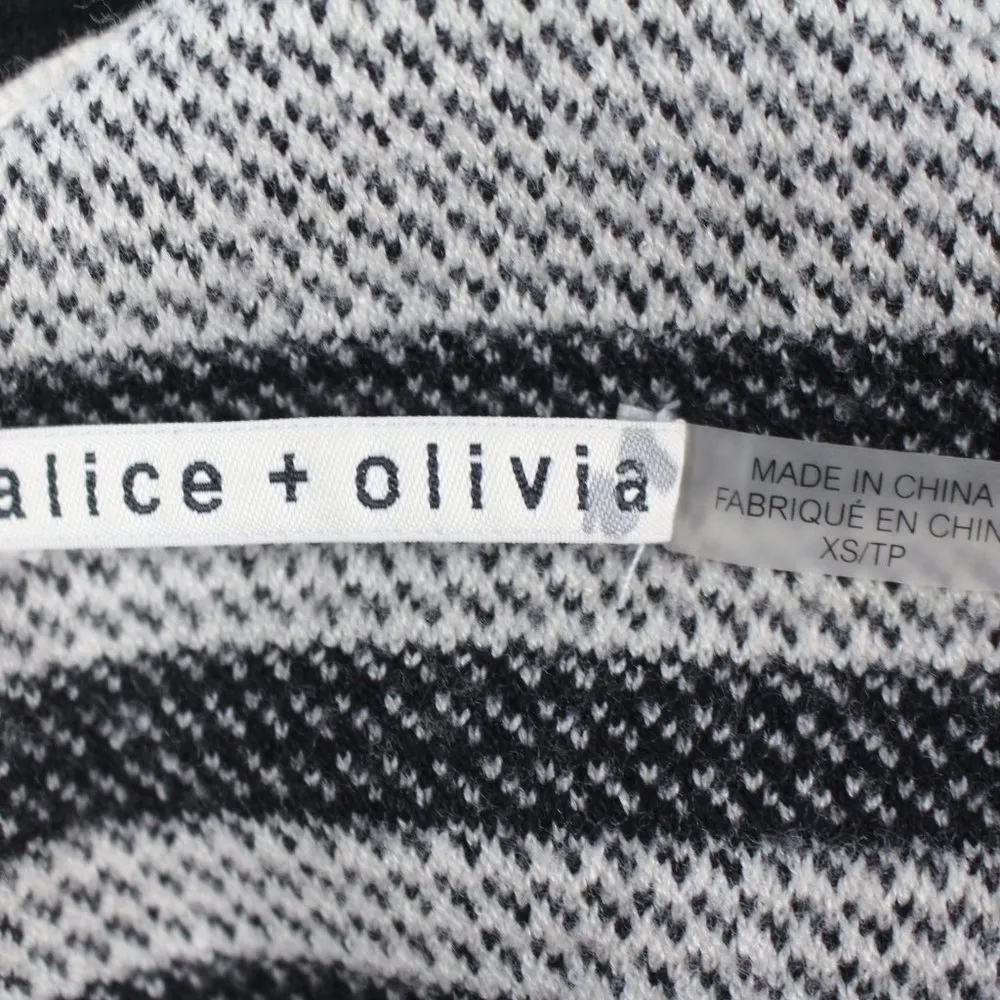 alice + olivia
MADE IN CHINA
FABRIQUÉ EN CHIN
XS/TP